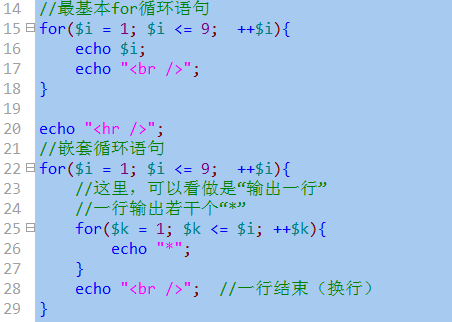 14 //最基本for循环语句
15 for($i = 1; $i <= 9;  ++$i){
16     echo $i;
17     echo "<br />";
18 }
19
20 echo "<hr />";
21 //嵌套循环语句
22 for($i = 1; $i <= 9;  ++$i){
23     //这里，可以看做是“输出一行”
24     //一行输出若干个“*”
25     for($k = 1; $k <= $i; ++$k){
26         echo "*";
27     }
28     echo "<br />";  //一行结束（换行）
29 }